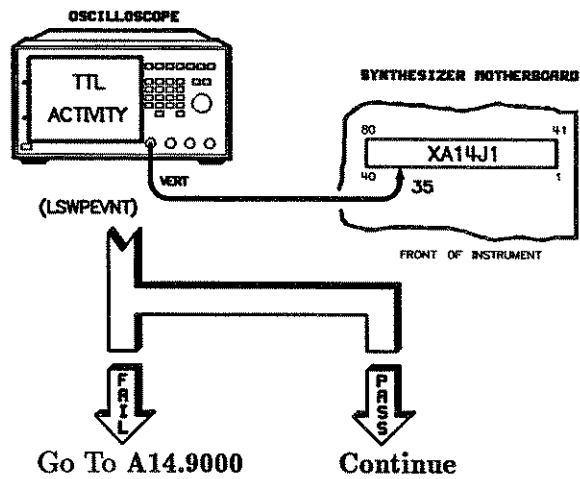 OSCILLOSCOPE
TTL
ACTIVITY
VERT
(LSWPEVNT)
SYNTHESIZER MOTHERBOARD
80 41
XA14J1
40 1
35
FRONT OF INSTRUMENT
FAIL
PASS
Go To A14.9000
Continue